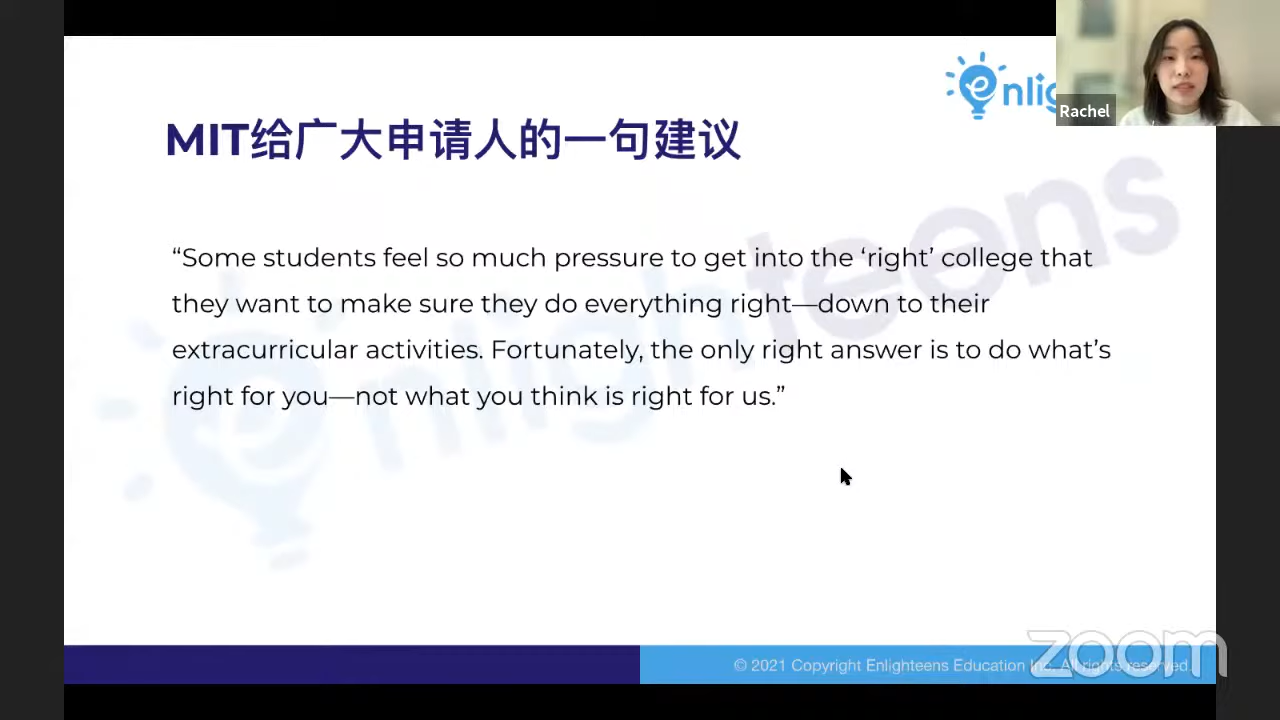 enlig
Rachel
MIT给广大申请人的一句建议
enlighteens
“Some students feel so much pressure to get into the ‘right’ college that
they want to make sure they do everything right—down to their
extracurricular activities. Fortunately, the only right answer is to do what’s
right for you—not what you think is right for us.”
zoom
© 2021 Copyright Enlighteens Education Inc. All rights reserved.